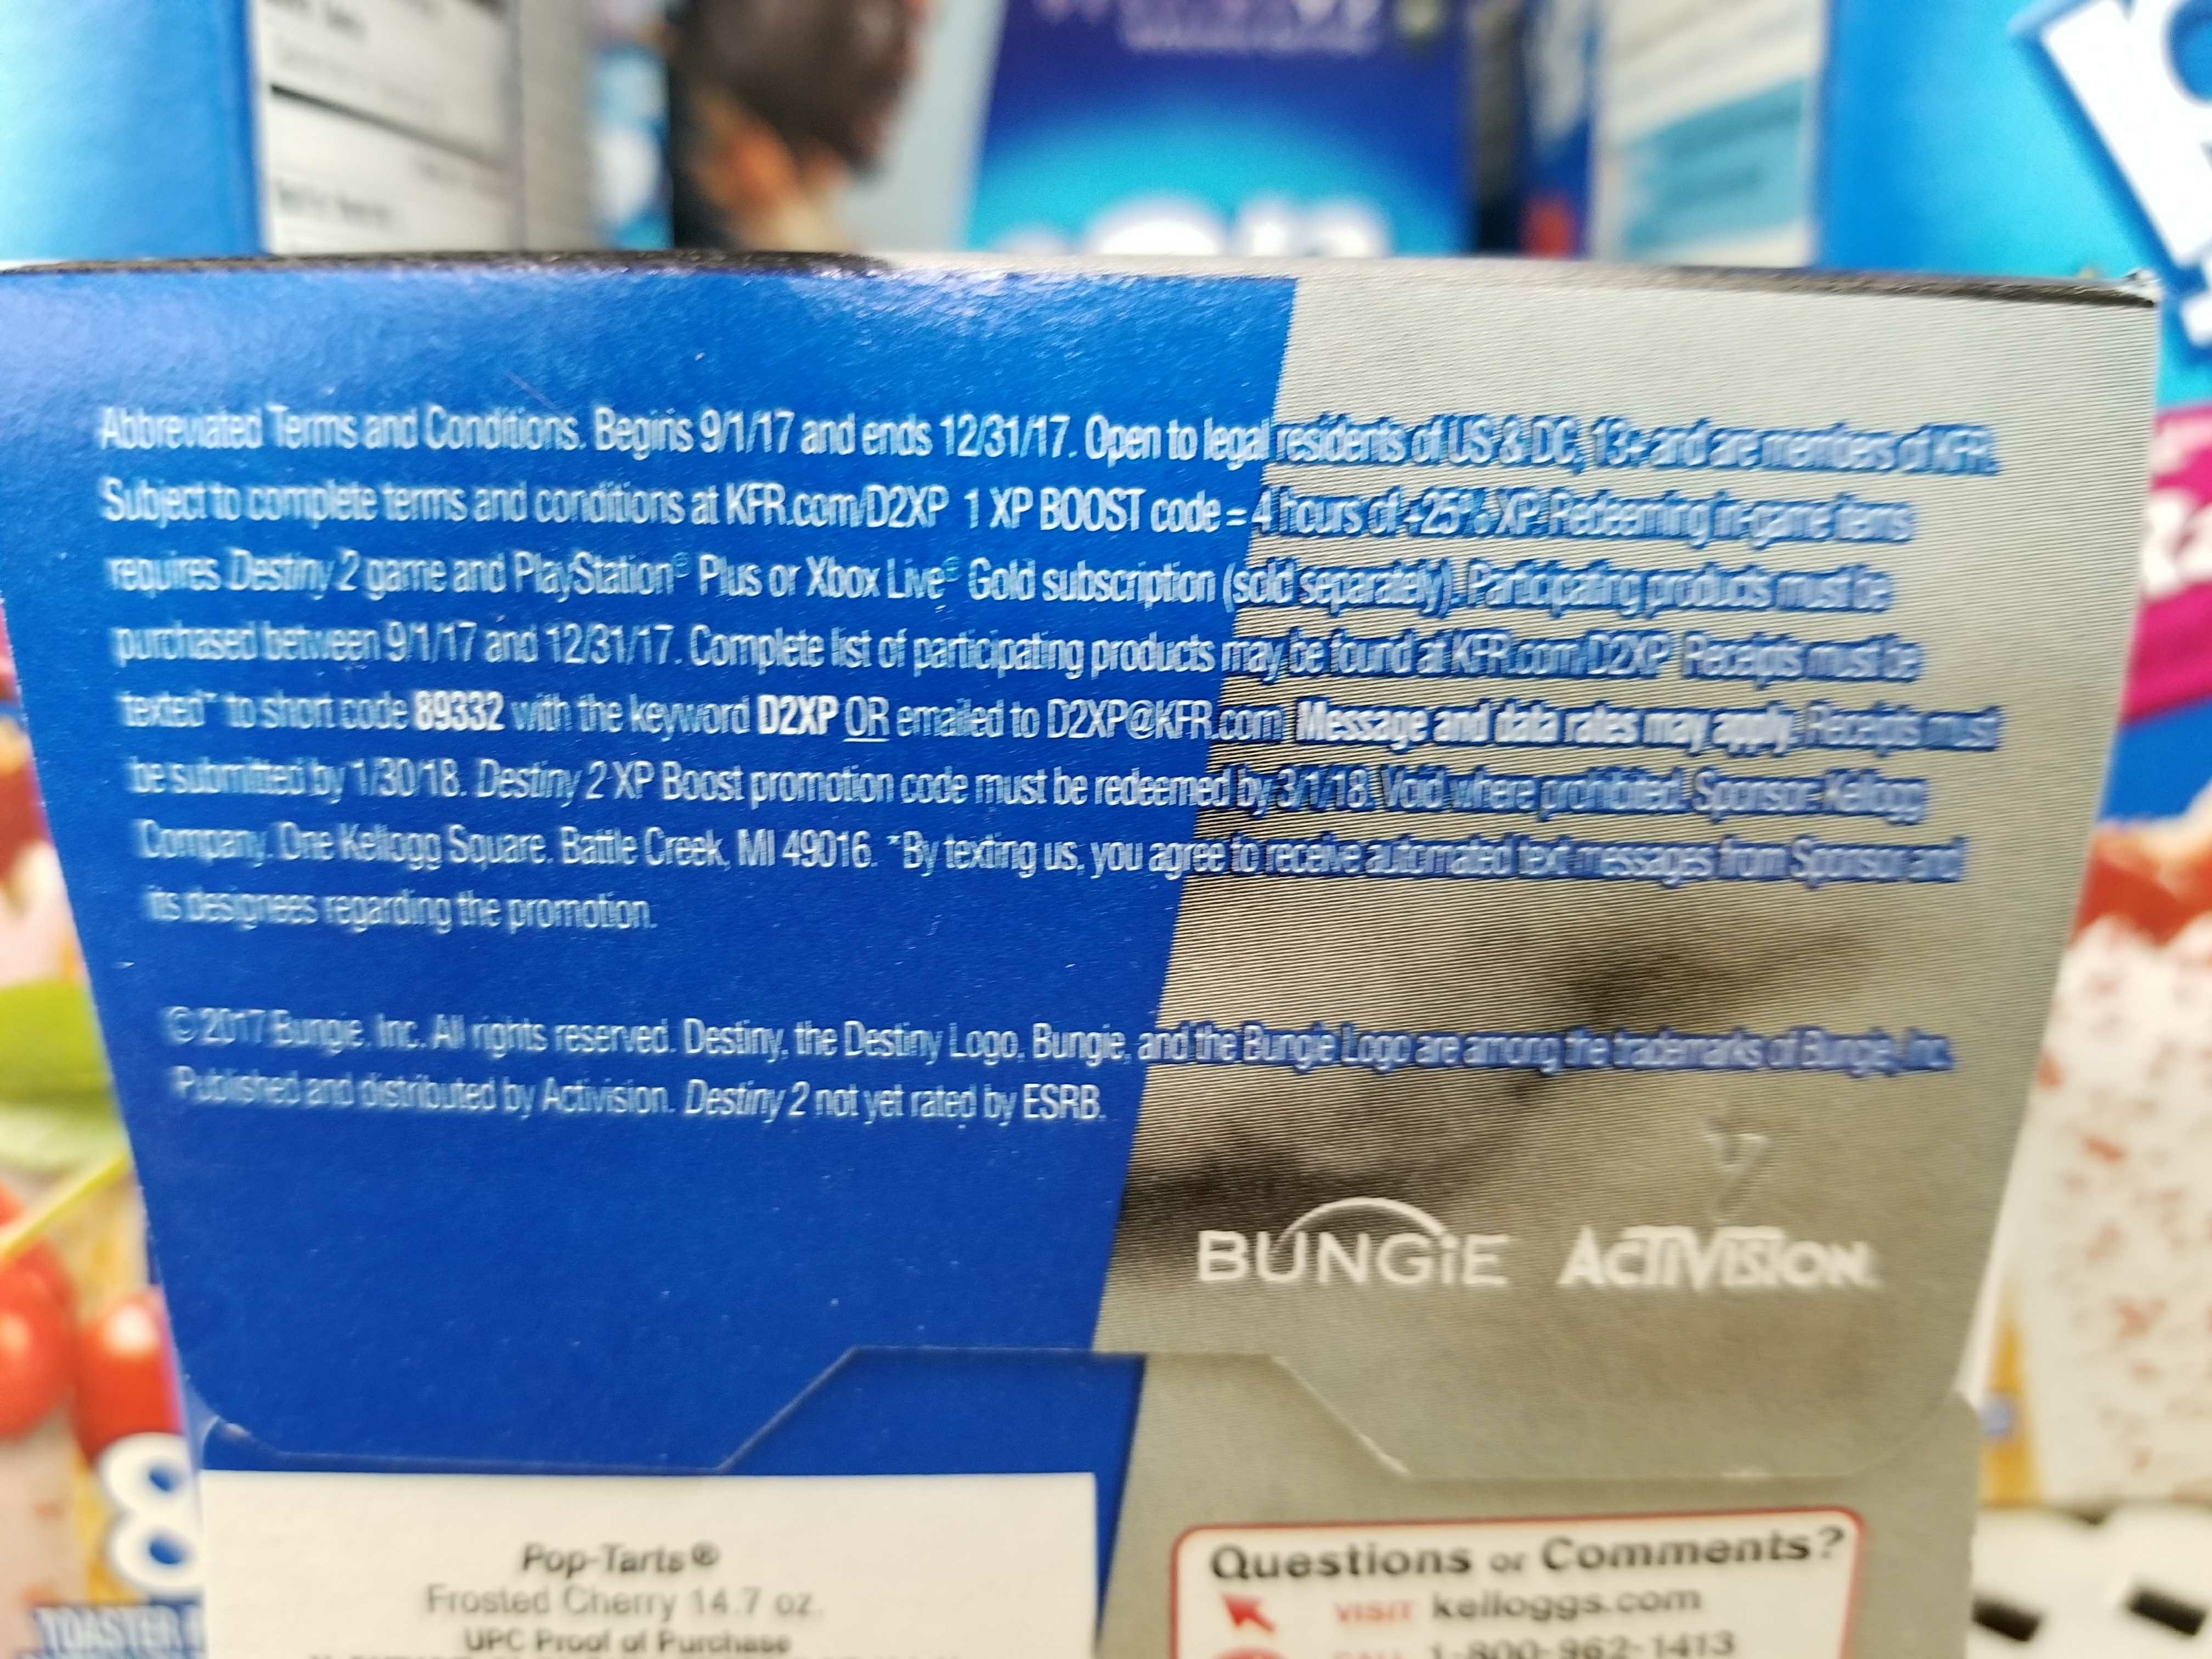 Abbreviated Terms and Conditions. Begins 9/1/17 and ends 12/31/17. Open to legal residents of US & DC, 13+ and are members of KFR.
Subject to complete terms and conditions at KFR.com/D2XP 1 XP BOOST code = 4 hours of +25% XP. Redeeming in-game items
requires Destiny 2 game and PlayStation® Plus or Xbox Live® Gold subscription (sold separately). Participating products must be
purchased between 9/1/17 and 12/31/17. Complete list of participating products may be found at KFR.com/D2XP Receipts must be
texted* to short code 89332 with the keyword D2XP OR emailed to D2XP@KFR.com Message and data rates may apply. Receipts must
be submitted by 1/30/18. Destiny 2 XP Boost promotion code must be redeemed by 3/1/18. Void where prohibited. Sponsor: Kellogg
Company, One Kellogg Square, Battle Creek, MI 49016. *By texting us, you agree to receive automated text messages from Sponsor and
its designees regarding the promotion.
© 2017 Bungie, Inc. All rights reserved. Destiny, the Destiny Logo, Bungie, and the Bungie Logo are among the trademarks of Bungie, Inc.
Published and distributed by Activision. Destiny 2 not yet rated by ESRB.
BUNGiE ACTIVISION
8
TOASTER
Pop-Tarts®
Frosted Cherry 14.7 oz.
UPC Proof of Purchase
Questions or Comments?
VISIT kelloggs.com
CALL 1-800-962-1413